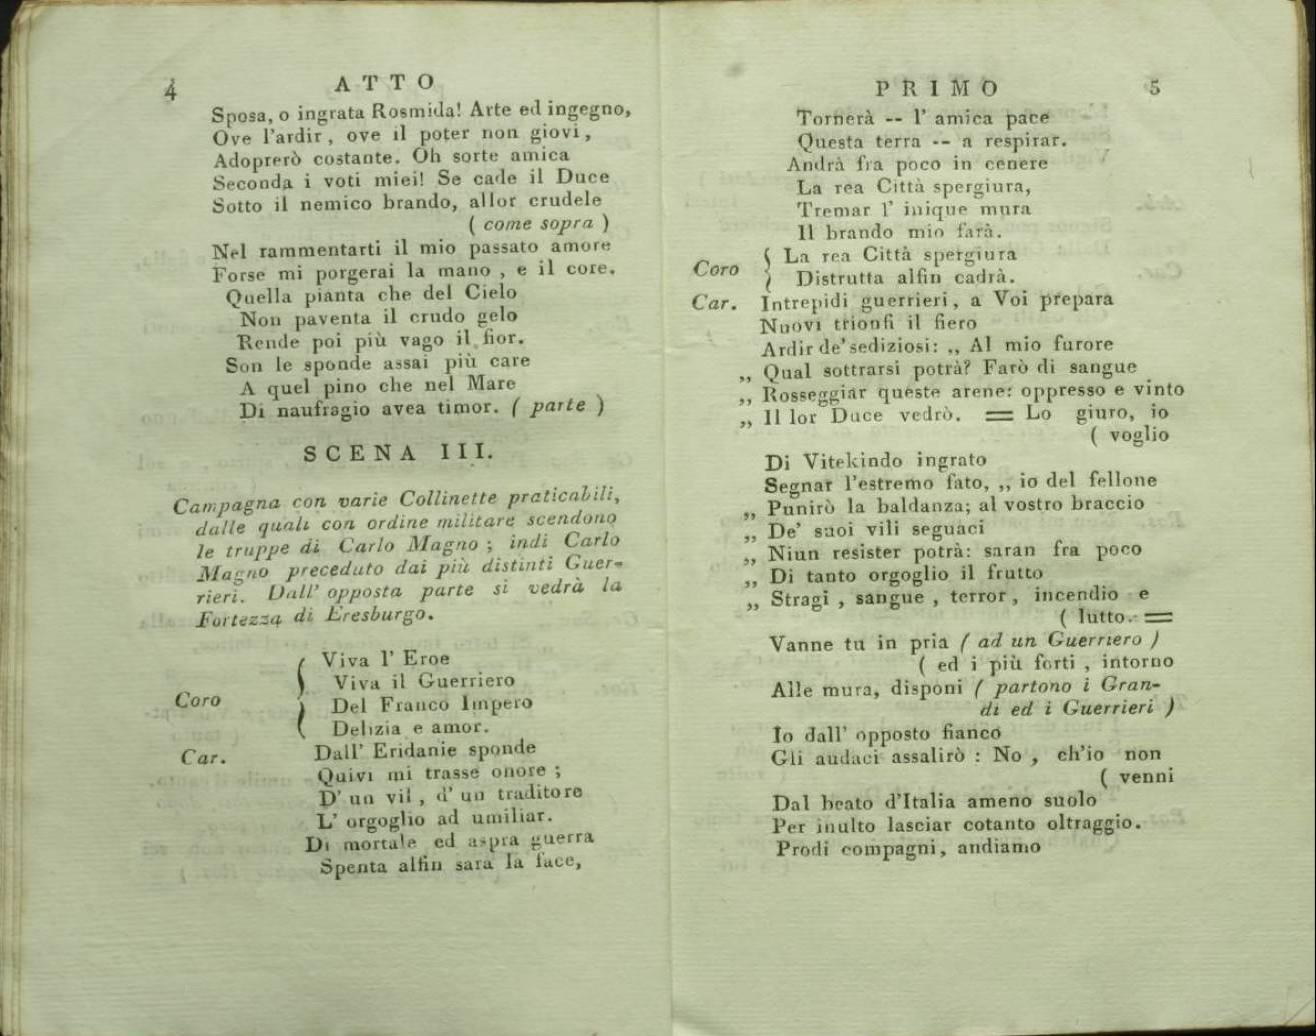 4
ATTO
Sposa, o ingrata Rosmida! Arte ed ingegno,
Ove l'ardir, ove il poter non giovi,
Adoprerò costante. Oh sorte amica
Seconda i voti miei! Se cade il Duce
Sotto il nemico brando, allor crudele
( come sopra )
Nel rammentarti il mio passato amore
Forse mi porgerai la mano, e il core.
Quella pianta che del Cielo
Non paventa il crudo gelo
Rende poi più vago il fior.
Son le sponde assai più care
A quel pino che nel Mare
Di naufragio avea timor. ( parte )
SCENA III.
Campagna con varie Collinette praticabili,
dalle quali con ordine militare scendono
le truppe di Carlo Magno; indi Carlo
Magno preceduto dai più distinti Guer-
rieri. Dall' opposta parte si vedrà la
Fortezza di Eresburgo.
Viva l' Eroe
Viva il Guerriero
Coro
Del Franco Impero
Delizia e amor.
Car. Dall' Eridanie sponde
Quivi mi trasse onore;
D' un vil, d' un traditore
L' orgoglio ad umiliar.
Di mortale ed aspra guerra
Spenta alfin sarà la face,
PRIMO
5
Tornerà -- l' amica pace
Questa terra -- a respirar.
Andrà fra poco in cenere
La rea Città spergiura,
Tremar l' inique mura
Il brando mio farà.
Coro { La rea Città spergiura
Distrutta alfin cadrà.
Car. Intrepidi guerrieri, a Voi prepara
Nuovi trionfi il fiero
Ardir de' sediziosi: ,, Al mio furore
,, Qual sottrarsi potrà? Farò di sangue
,, Rosseggiar queste arene: oppresso e vinto
,, Il lor Duce vedrò. = Lo giuro, io
( voglio
Di Vitekindo ingrato
Segnar l'estremo fato, ,, io del fellone
,, Punirò la baldanza; al vostro braccio
,, De' suoi vili seguaci
,, Niun resister potrà: saran fra poco
,, Di tanto orgoglio il frutto
,, Stragi, sangue, terror, incendio e
( lutto. =
Vanne tu in pria ( ad un Guerriero )
( ed i più forti, intorno
Alle mura, disponi ( partono i Gran-
di ed i Guerrieri )
Io dall' opposto fianco
Gli audaci assalirò: No, ch'io non
( venni
Dal beato d'Italia ameno suolo
Per inulto lasciar cotanto oltraggio.
Prodi compagni, andiamo